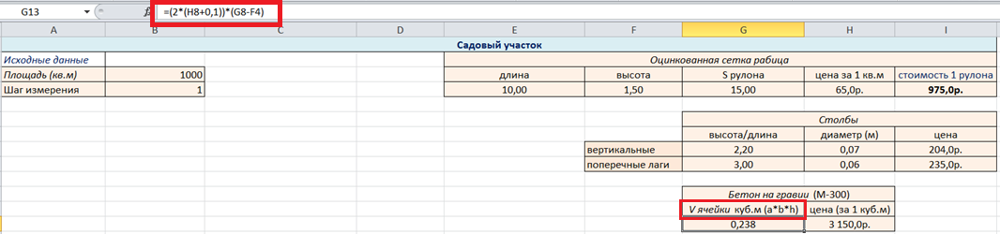 G13 fx =(2*(H8+0,1))*(G8-F4)
A B C D E F G H I
Садовый участок
Исходные данные Оцинкованная сетка рабица
Площадь (кв.м) 1000 длина высота S рулона цена за 1 кв.м стоимость 1 рулона
Шаг измерения 1 10,00 1,50 15,00 65,0р. 975,0р.
Столбы
высота/длина диаметр (м) цена
вертикальные 2,20 0,07 204,0р.
поперечные лаги 3,00 0,06 235,0р.
Бетон на гравии (М-300)
V ячейки куб.м (a*b*h) цена (за 1 куб.м)
0,238 3 150,0р.